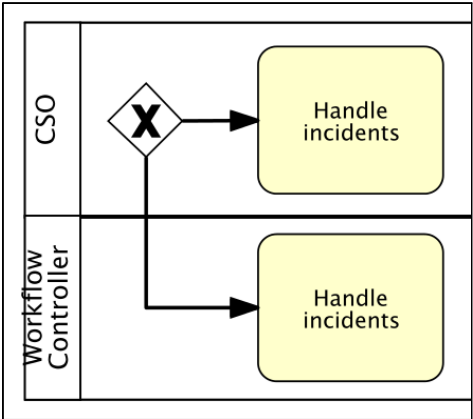 CSO
X
Handle
incidents
Workflow
Controller
Handle
incidents